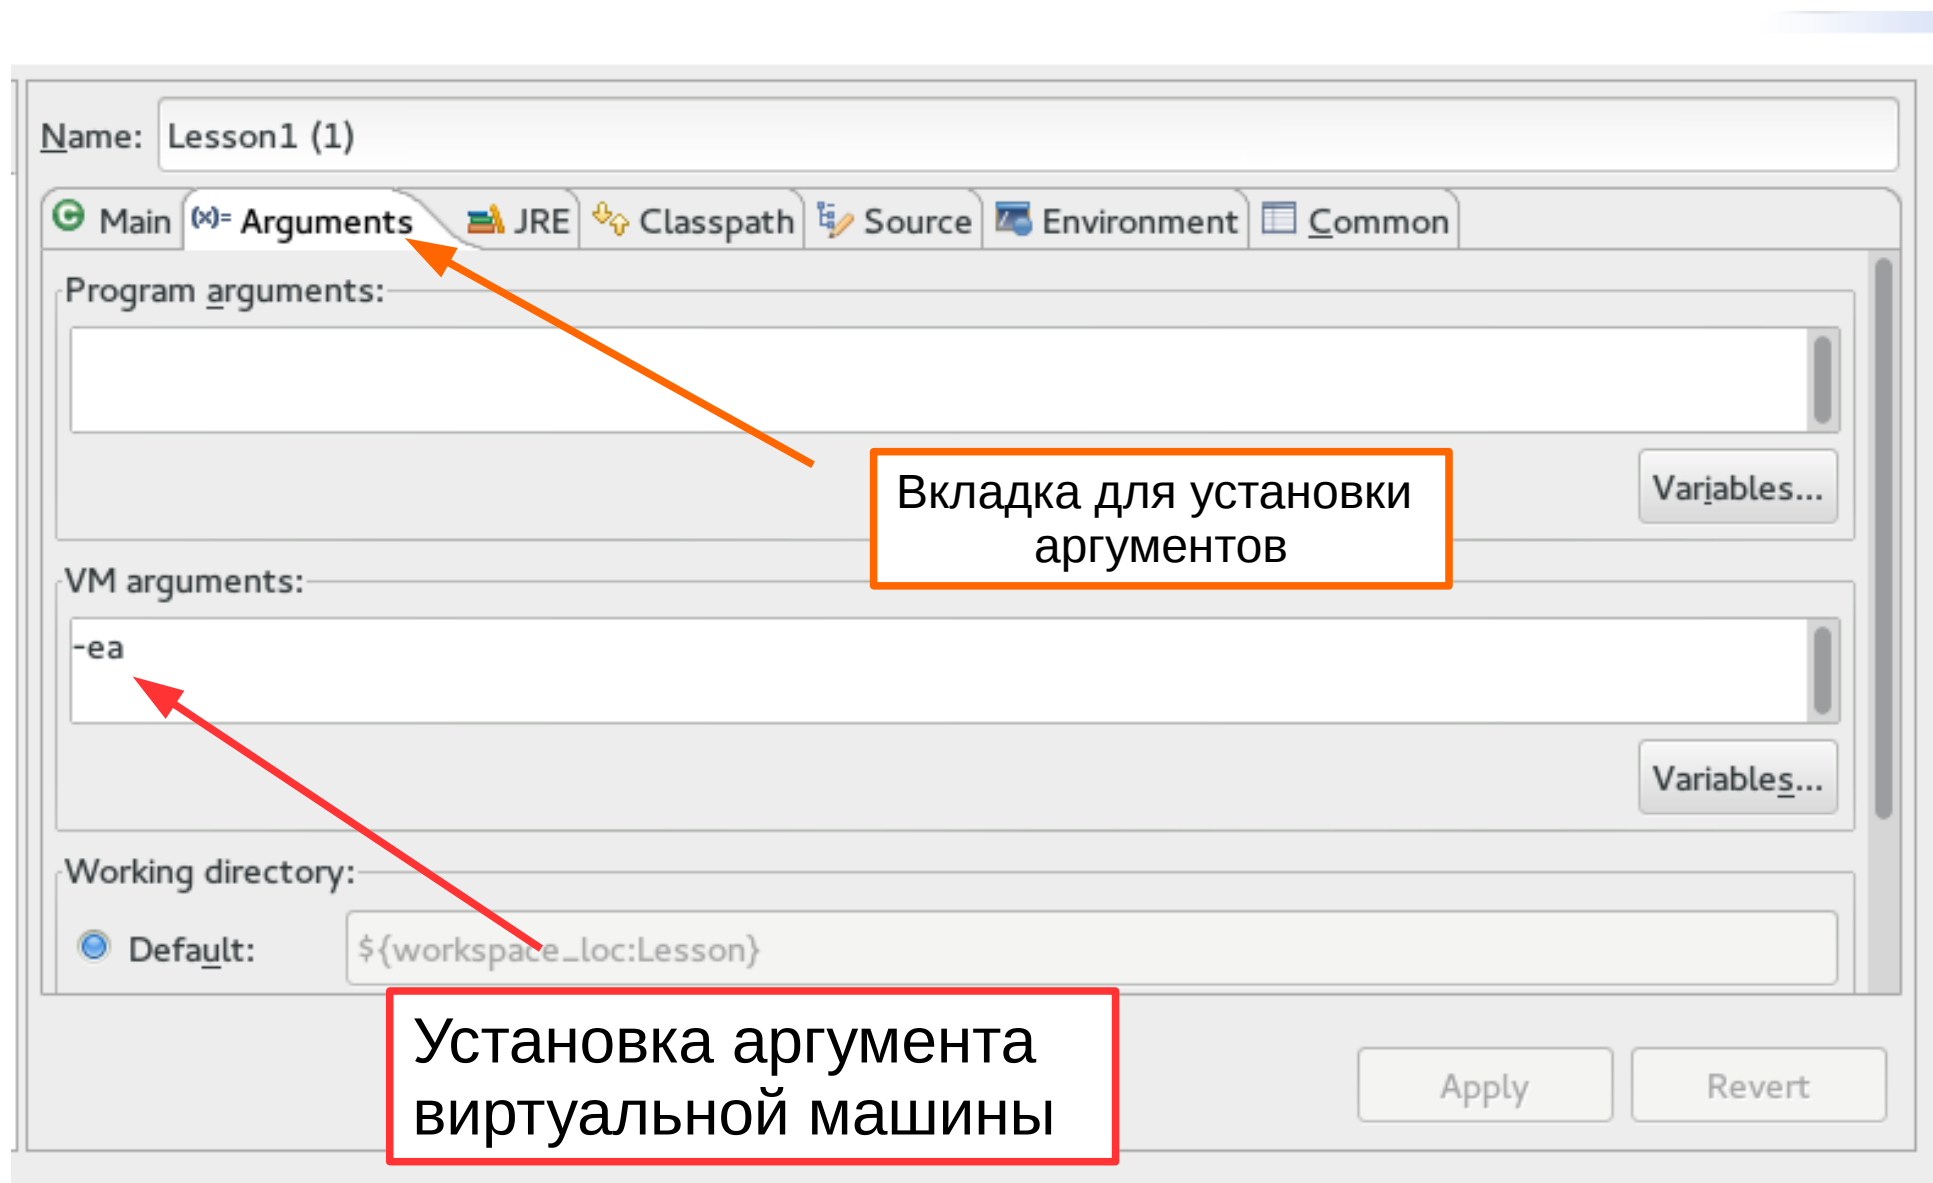 Name: Lesson1 (1)
Main (x)= Arguments JRE Classpath Source Environment Common
Program arguments:
Вкладка для установки
аргументов
Variables...
VM arguments:
-ea
Variables...
Working directory:
Default: ${workspace_loc:Lesson}
Установка аргумента
виртуальной машины
Apply Revert